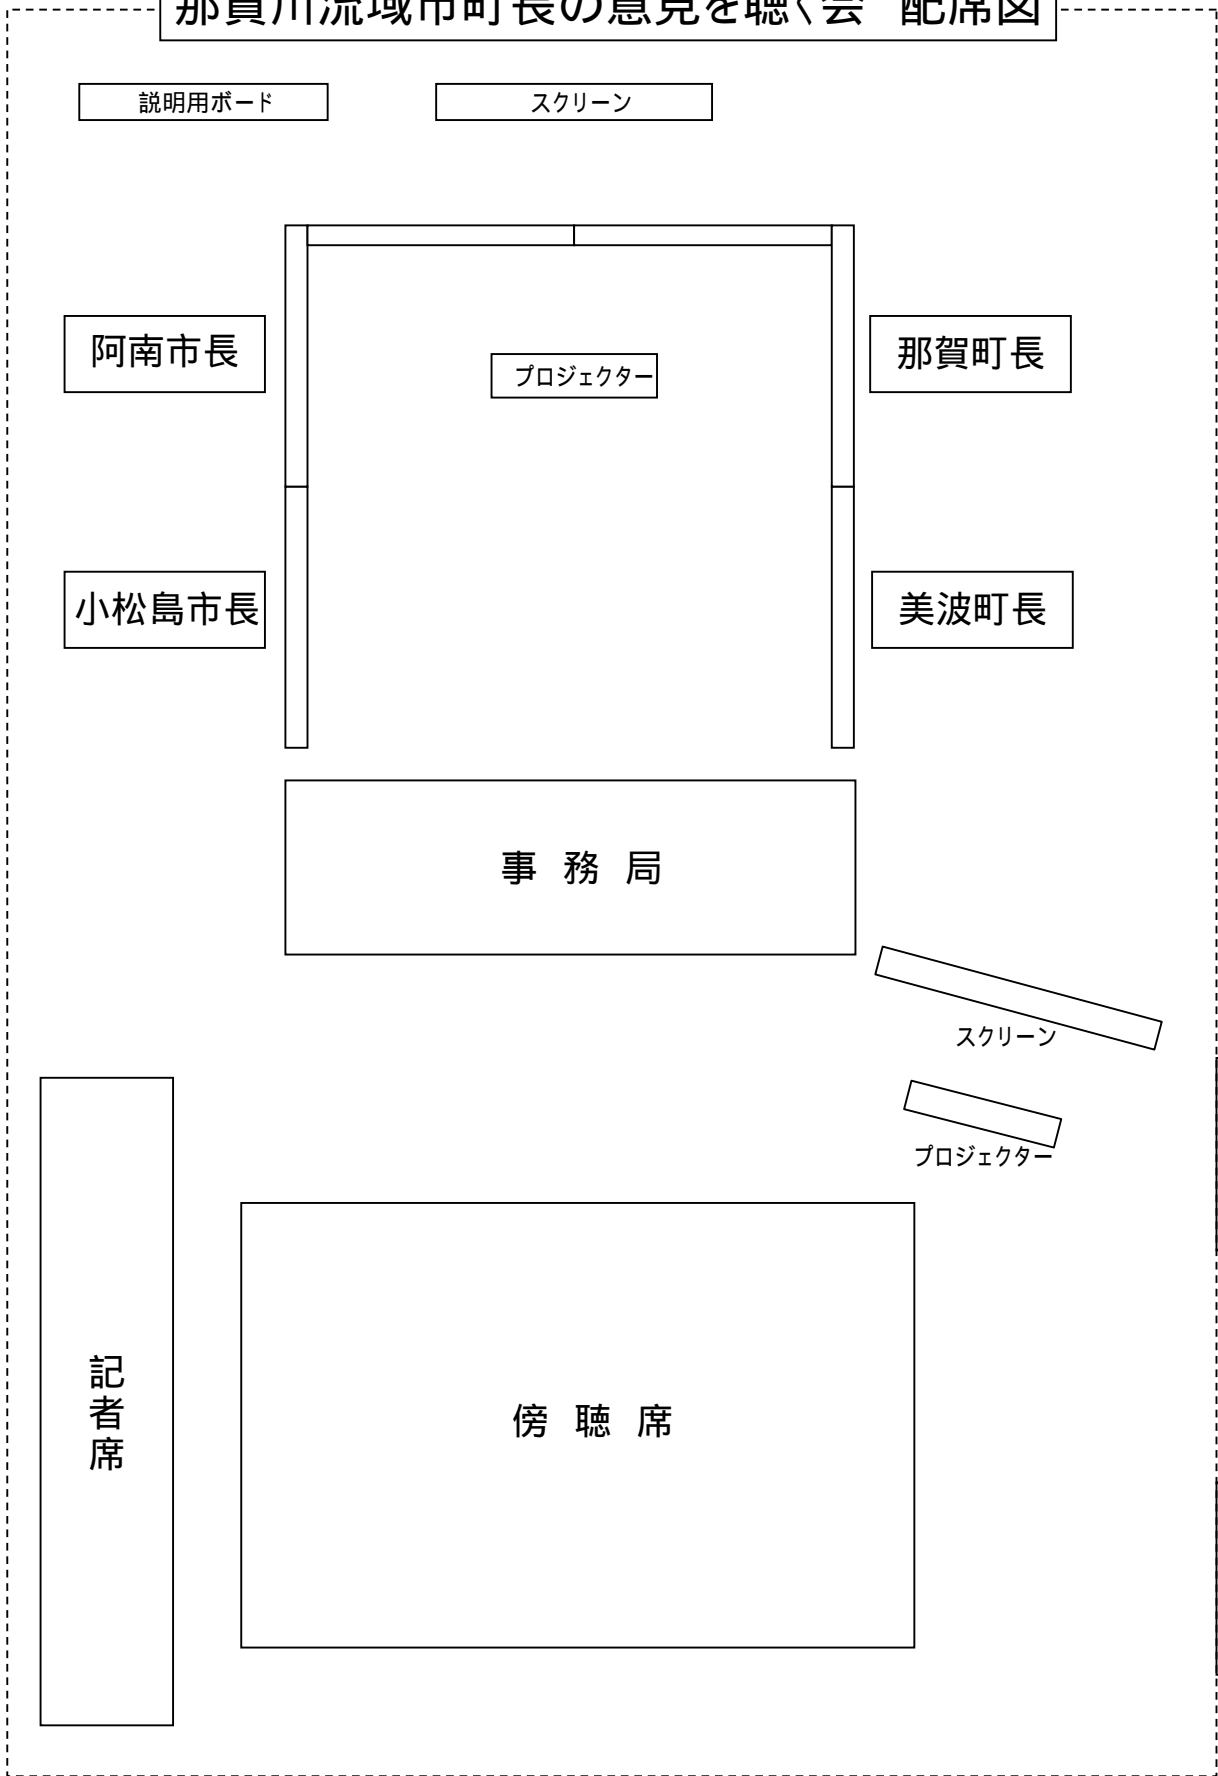 那賀川流域市町長の意見を聴く会 配席図
説明用ボード
スクリーン
阿南市長
プロジェクター
那賀町長
小松島市長
美波町長
事 務 局
スクリーン
プロジェクター
記者席
傍 聴 席